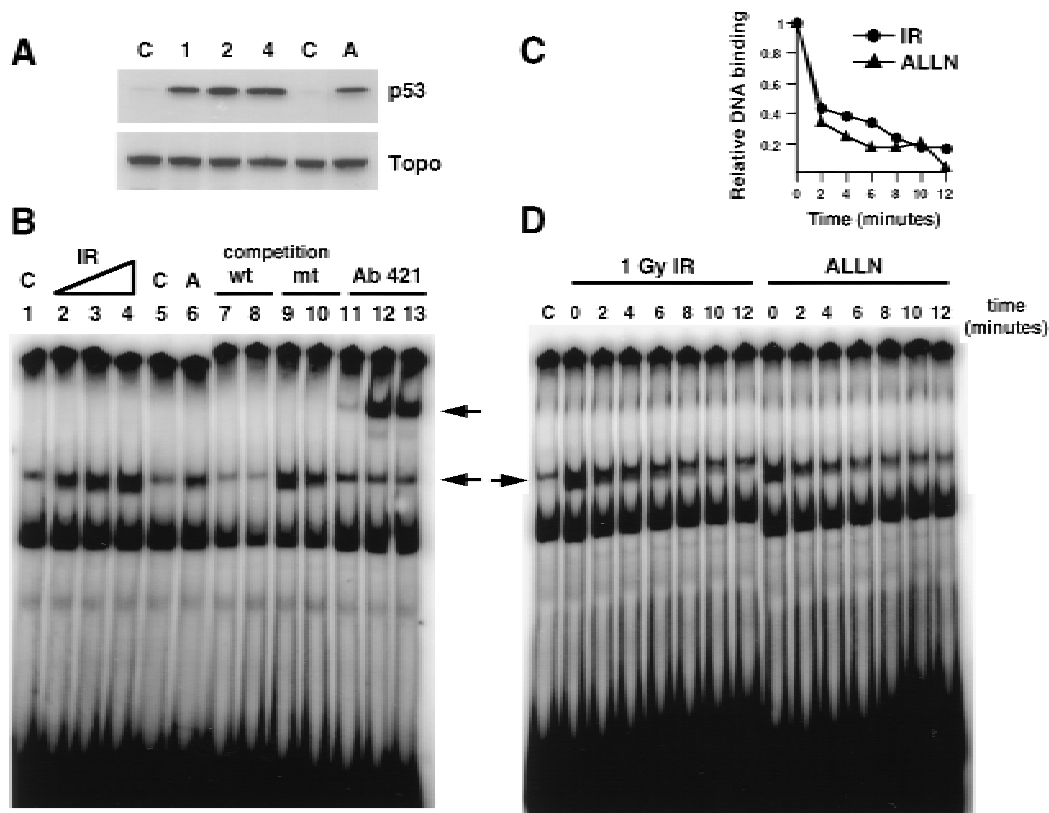 A
C 1 2 4 C A
p53
Topo
B
IR
competition
C C A wt mt Ab 421
1 2 3 4 5 6 7 8 9 10 11 12 13
C
Relative DNA binding
1
0.8
0.6
0.4
0.2
0 2 4 6 8 10 12
Time (minutes)
IR
ALLN
D
1 Gy IR ALLN
C 0 2 4 6 8 10 12 0 2 4 6 8 10 12
time
(minutes)